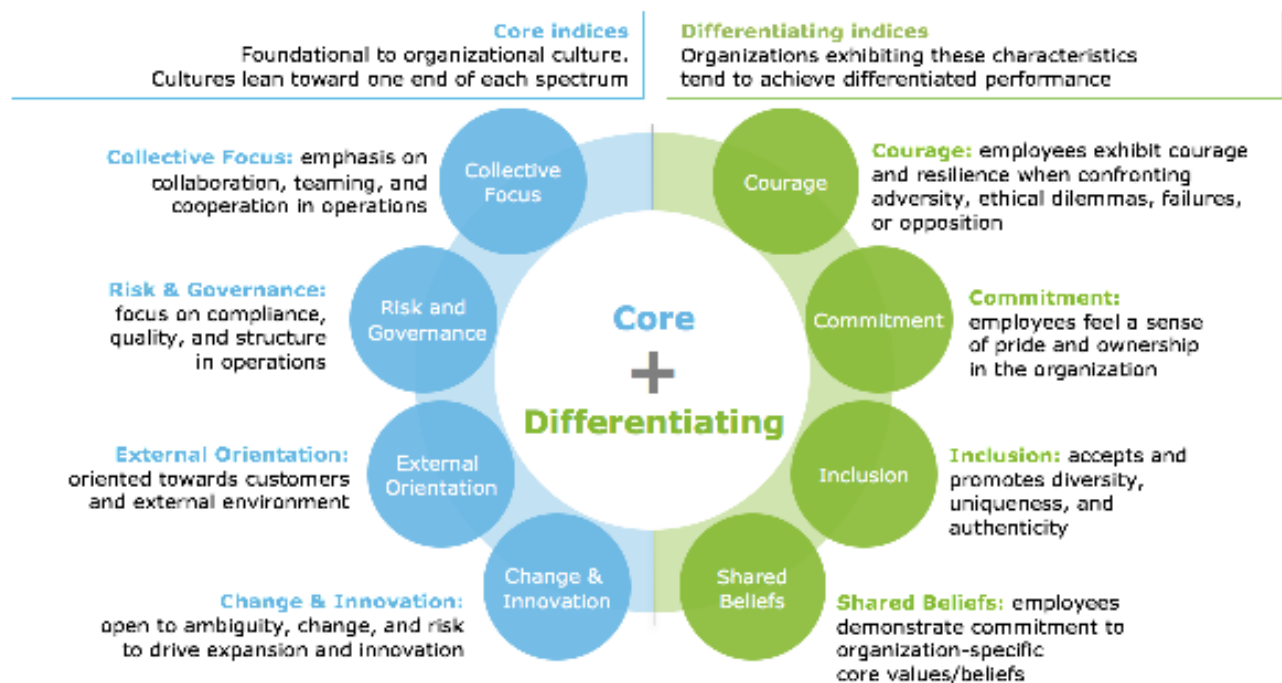 Core indices
Foundational to organizational culture.
Cultures lean toward one end of each spectrum
Differentiating indices
Organizations exhibiting these characteristics
tend to achieve differentiated performance
Collective Focus: emphasis on
collaboration, teaming, and
cooperation in operations
Collective
Focus
Courage
Courage: employees exhibit courage
and resilience when confronting
adversity, ethical dilemmas, failures,
or opposition
Risk & Governance:
focus on compliance,
quality, and structure
in operations
Risk and
Governance
Core
+
Differentiating
Commitment
Commitment:
employees feel a sense
of pride and ownership
in the organization
External Orientation:
oriented towards customers
and external environment
External
Orientation
Inclusion
Inclusion: accepts and
promotes diversity,
uniqueness, and
authenticity
Change & Innovation:
open to ambiguity, change, and risk
to drive expansion and innovation
Change &
Innovation
Shared
Beliefs
Shared Beliefs: employees
demonstrate commitment to
organization-specific
core values/beliefs